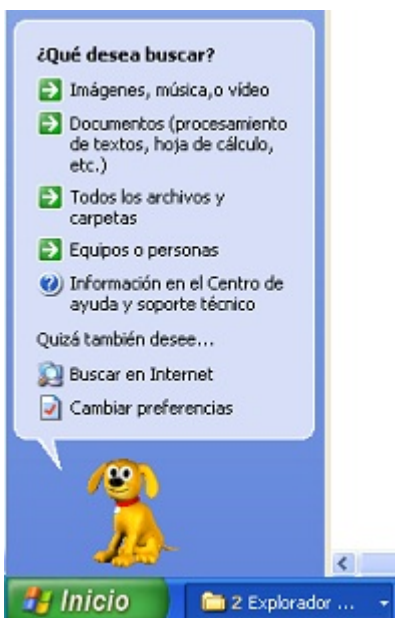 ¿Qué desea buscar?
Imágenes, música,o vídeo
Documentos (procesamiento
de textos, hoja de cálculo,
etc.)
Todos los archivos y
carpetas
Equipos o personas
Información en el Centro de
ayuda y soporte técnico
Quizá también desee...
Buscar en Internet
Cambiar preferencias
Inicio
2 Explorador ...